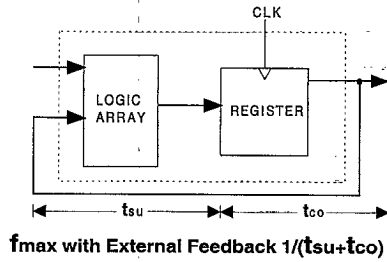 CLK
LOGIC
ARRAY
REGISTER
tsu
tco
fmax with External Feedback 1/(tsu+tco)